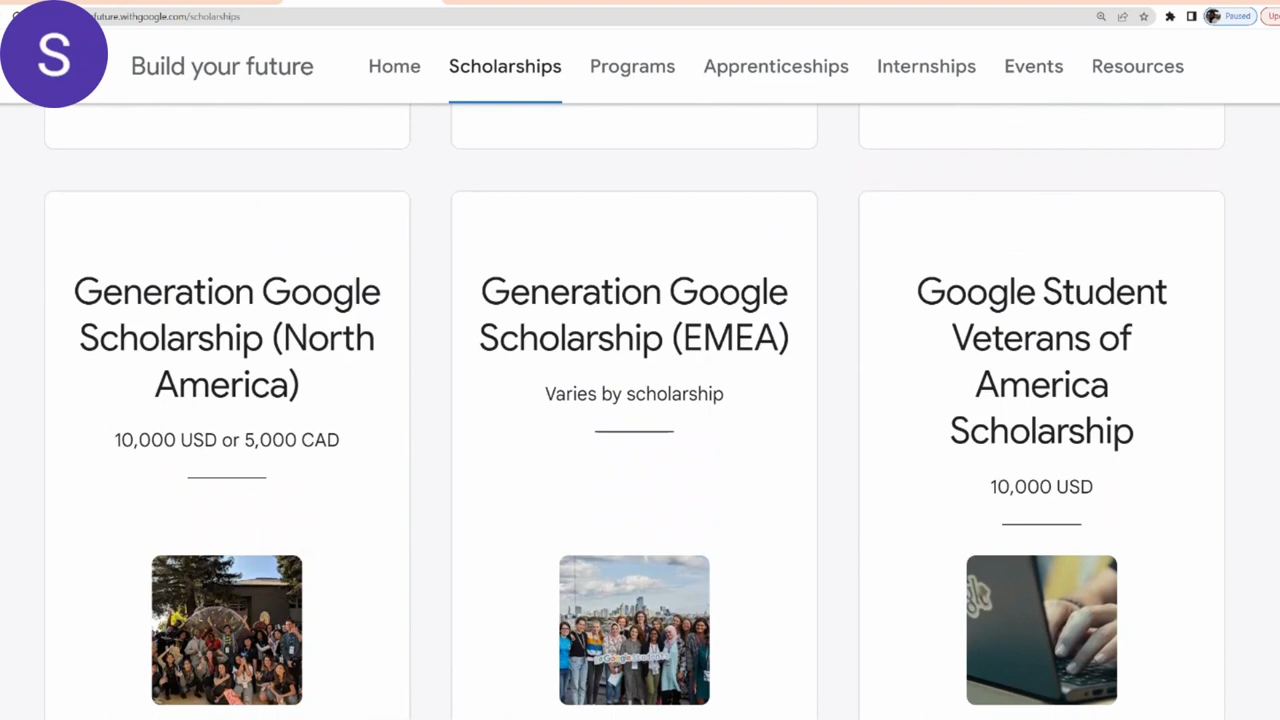 future.withgoogle.com/scholarships
Paused
S
Build your future
Home
Scholarships
Programs
Apprenticeships
Internships
Events
Resources
Generation Google
Scholarship (North
America)
10,000 USD or 5,000 CAD
Generation Google
Scholarship (EMEA)
Varies by scholarship
Google Student
Veterans of
America
Scholarship
10,000 USD